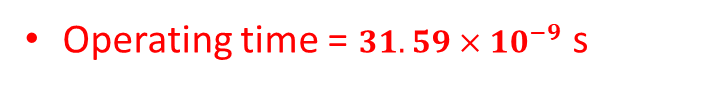 • Operating time = 31.59 × 10⁻⁹ s